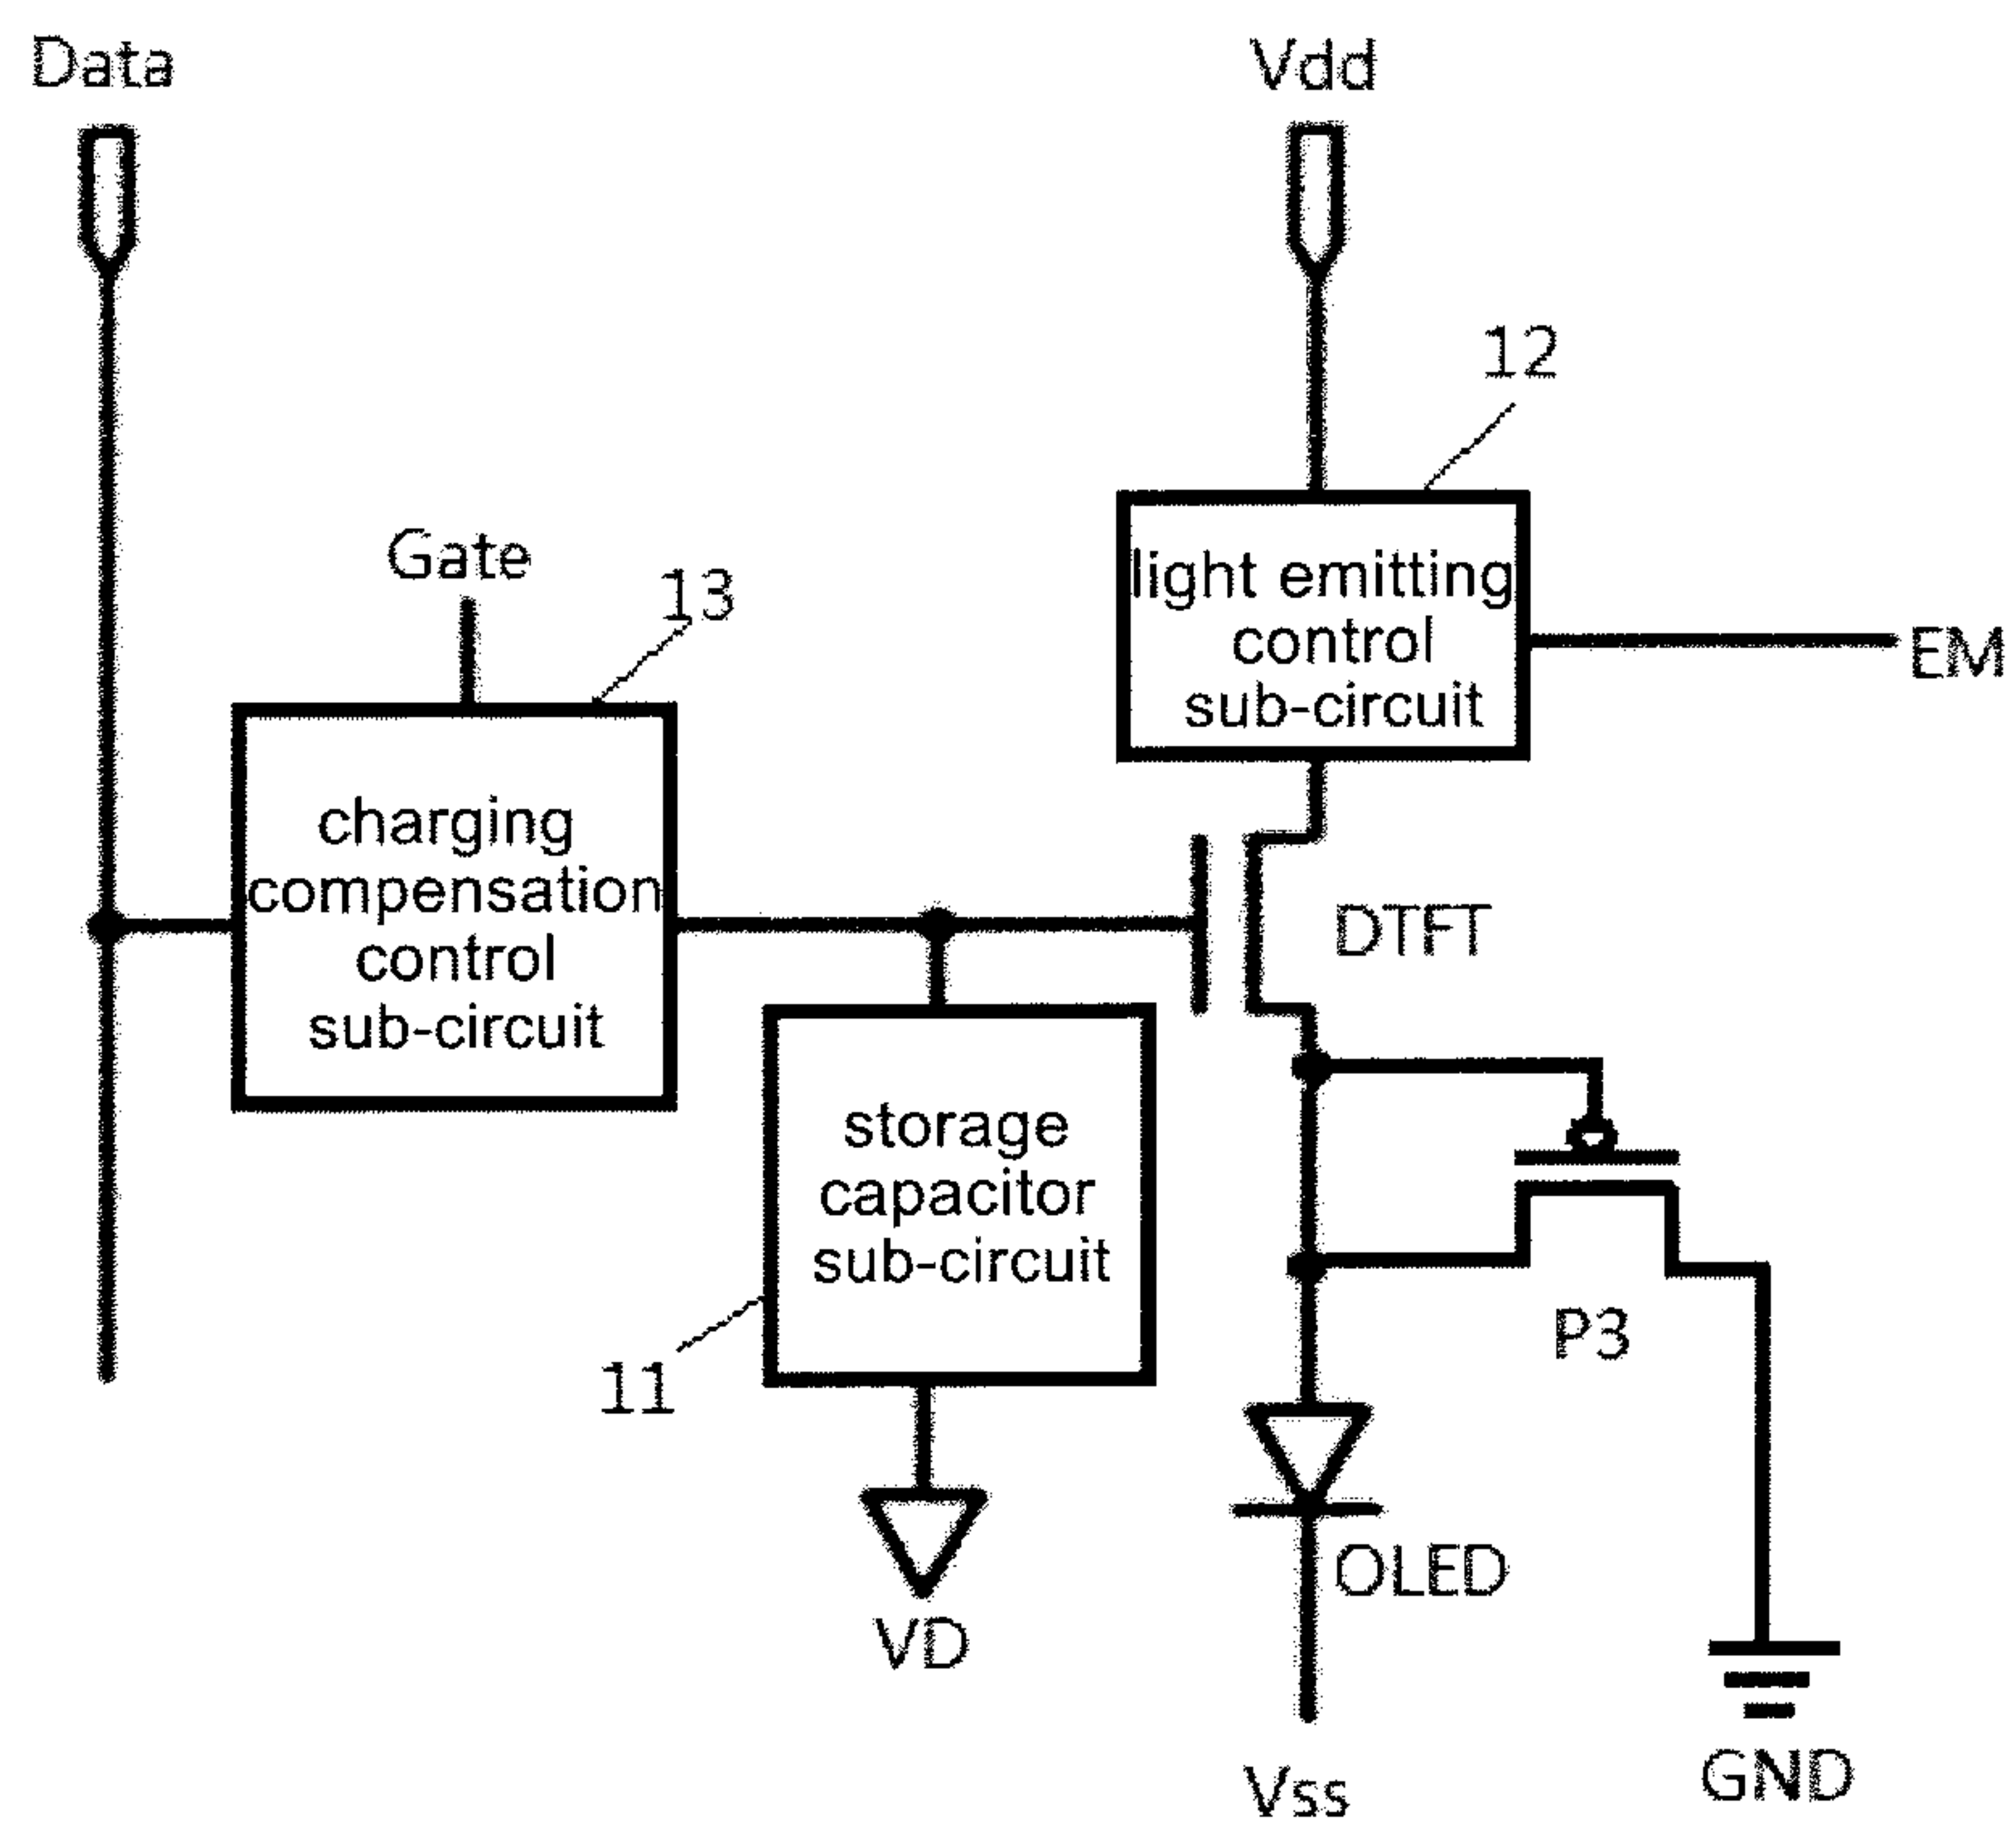 Data
Vdd
12
Gate
13
light emitting
control
sub-circuit
EM
charging
compensation
control
sub-circuit
DTFT
storage
capacitor
sub-circuit
P3
11
OLED
VD
Vss
GND